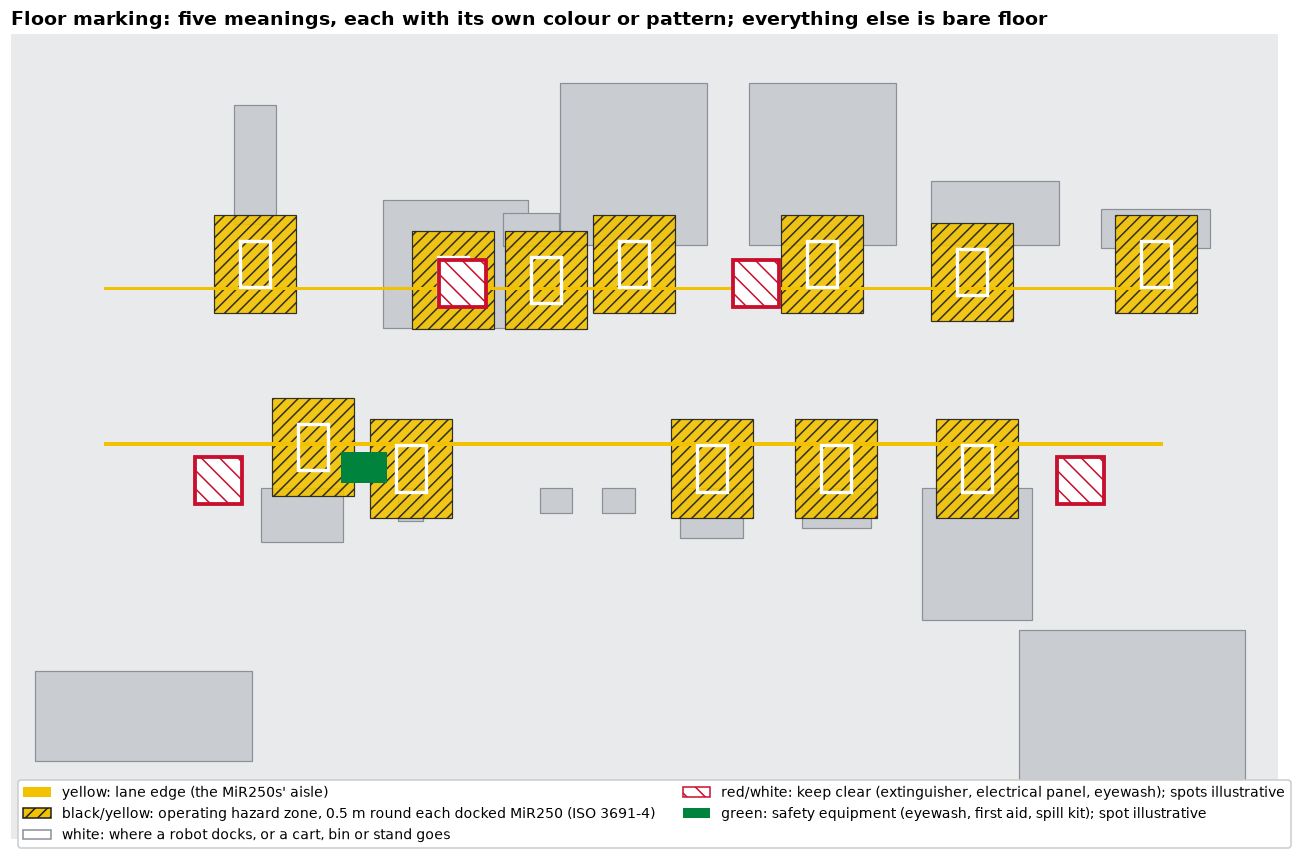 Floor marking: five meanings, each with its own colour or pattern; everything else is bare floor
yellow: lane edge (the MiR250s' aisle)
black/yellow: operating hazard zone, 0.5 m round each docked MiR250 (ISO 3691-4)
white: where a robot docks, or a cart, bin or stand goes
red/white: keep clear (extinguisher, electrical panel, eyewash); spots illustrative
green: safety equipment (eyewash, first aid, spill kit); spot illustrative